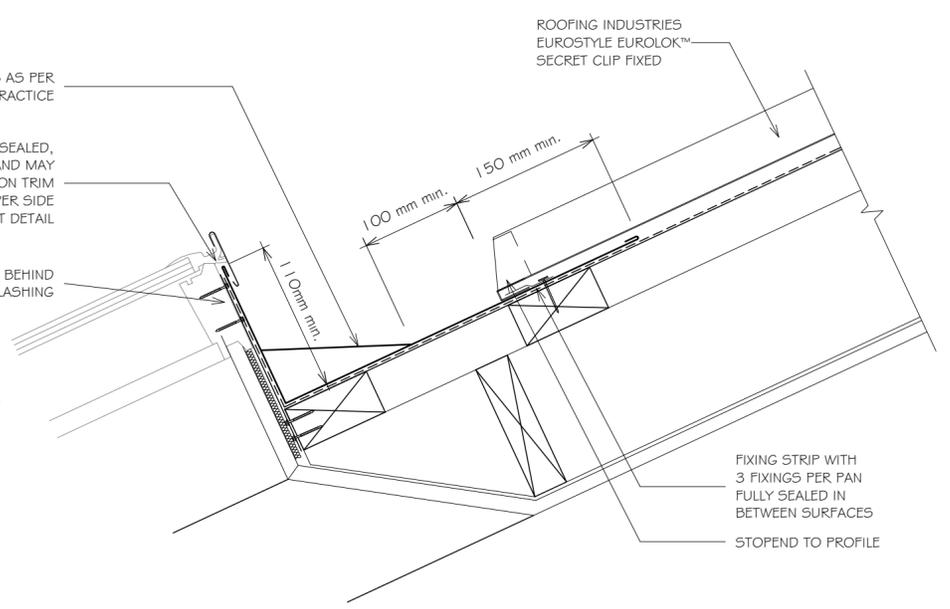 ROOFING INDUSTRIES
EUROSTYLE EUROLOK™
SECRET CLIP FIXED
AS PER
RACTICE
SEALED,
AND MAY
ON TRIM
PER SIDE
T DETAIL
BEHIND
LASHING
110mm min.
100 mm min.
150 mm min.
FIXING STRIP WITH
3 FIXINGS PER PAN
FULLY SEALED IN
BETWEEN SURFACES
STOPEND TO PROFILE